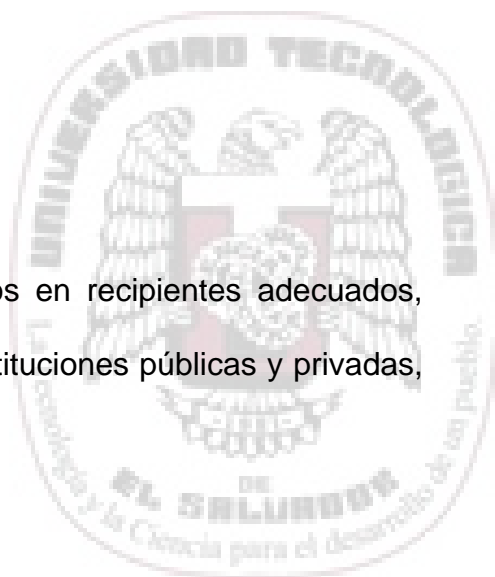 UNIVERSIDAD TECNOLOGICA
os en recipientes adecuados,
tituciones públicas y privadas,
La Tecnología y la Ciencia para el desarrollo de un pueblo.
DE
EL SALVADOR